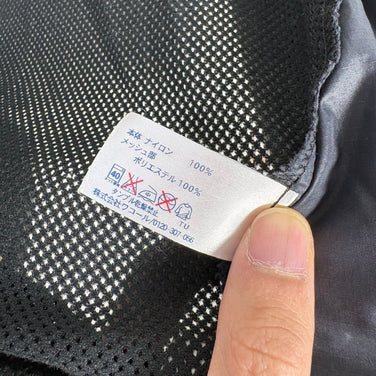 本体 ナイロン 100%
メッシュ部
ポリエステル 100%
40
タンブル乾燥禁止
TU
株式会社ワコール/0120-307-056